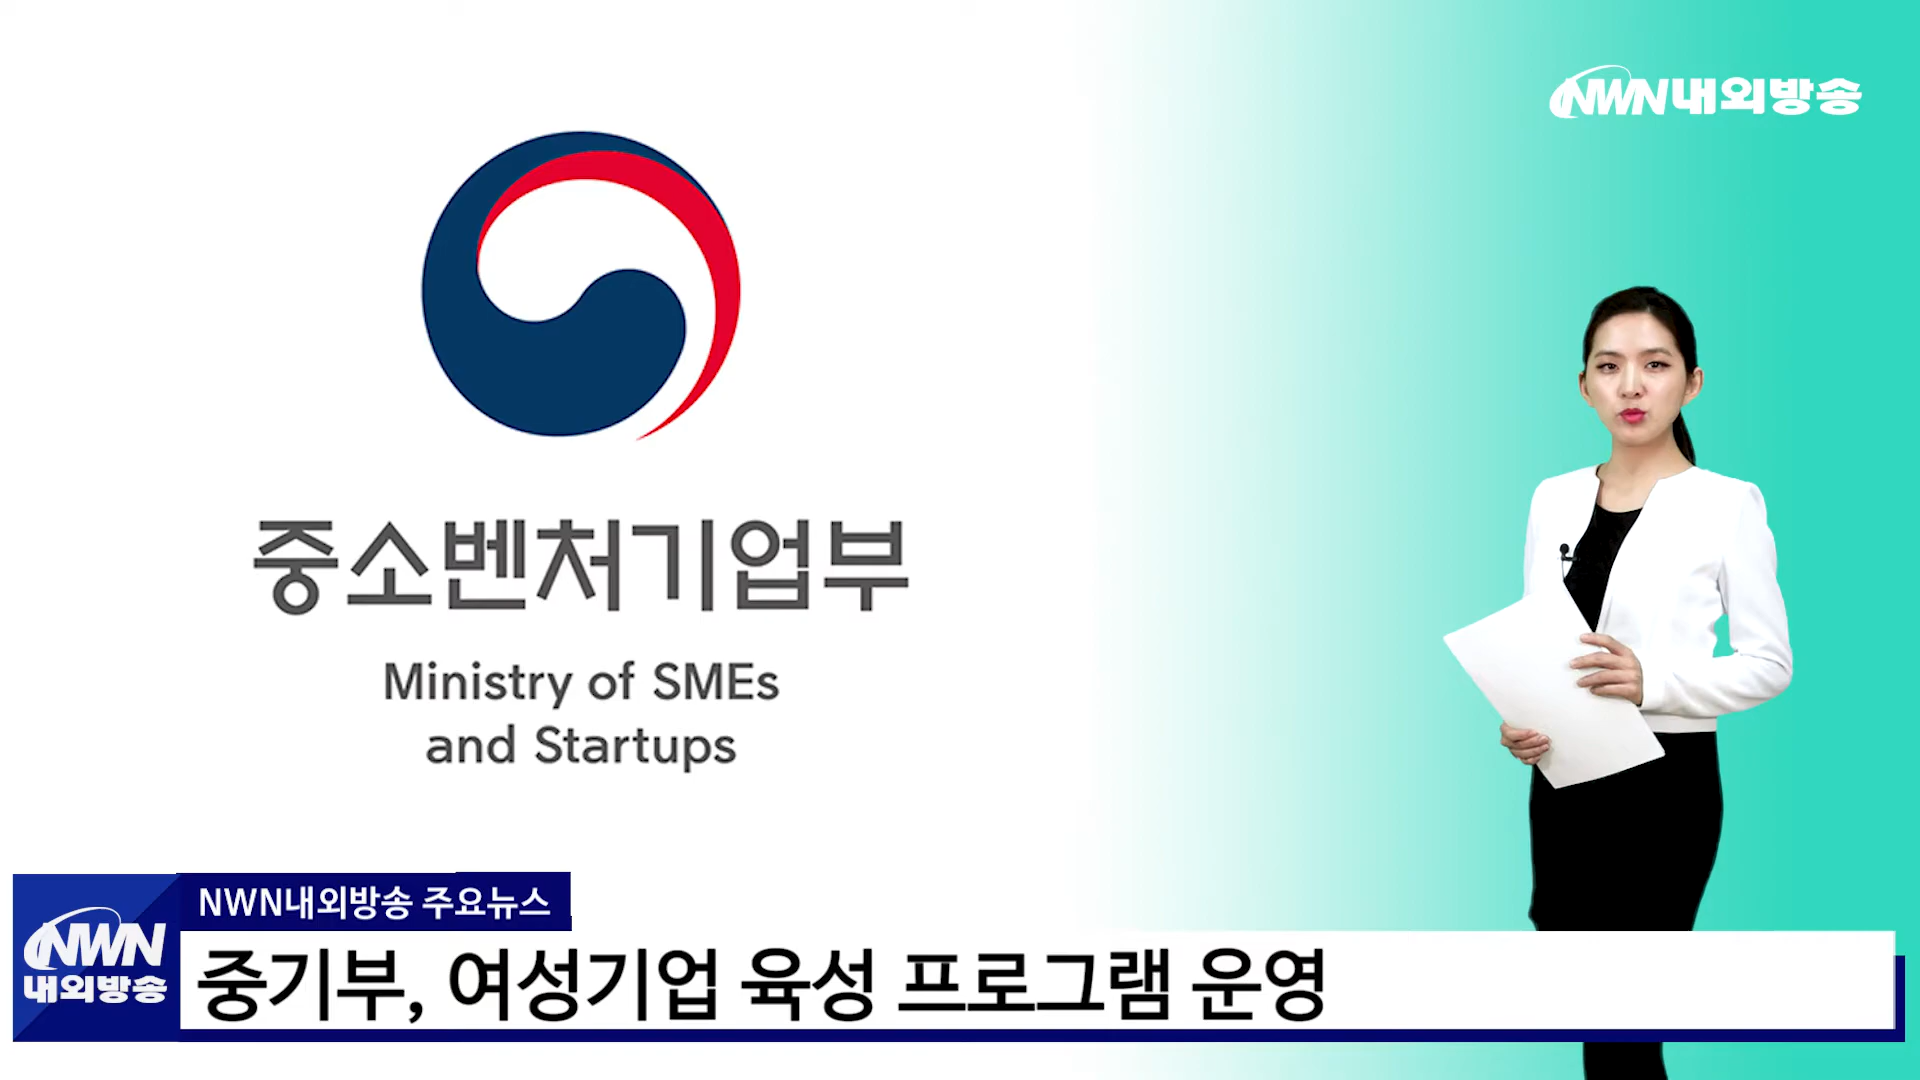 NWN내외방송
중소벤처기업부
Ministry of SMEs
and Startups
NWN내외방송 주요뉴스
NWN
내외방송
중기부, 여성기업 육성 프로그램 운영